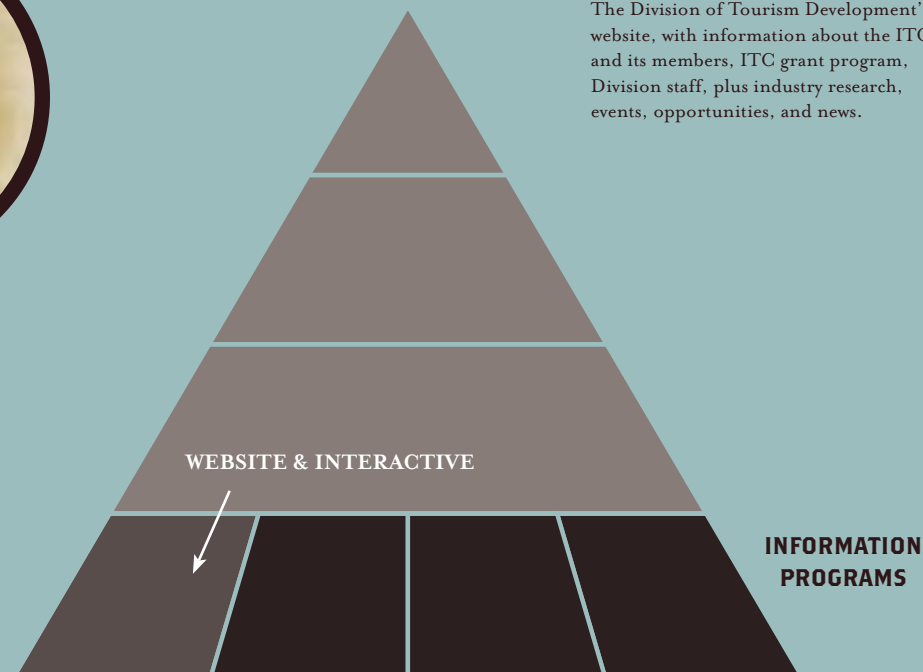 The Division of Tourism Development'
website, with information about the ITC
and its members, ITC grant program,
Division staff, plus industry research,
events, opportunities, and news.
WEBSITE & INTERACTIVE
INFORMATION
PROGRAMS